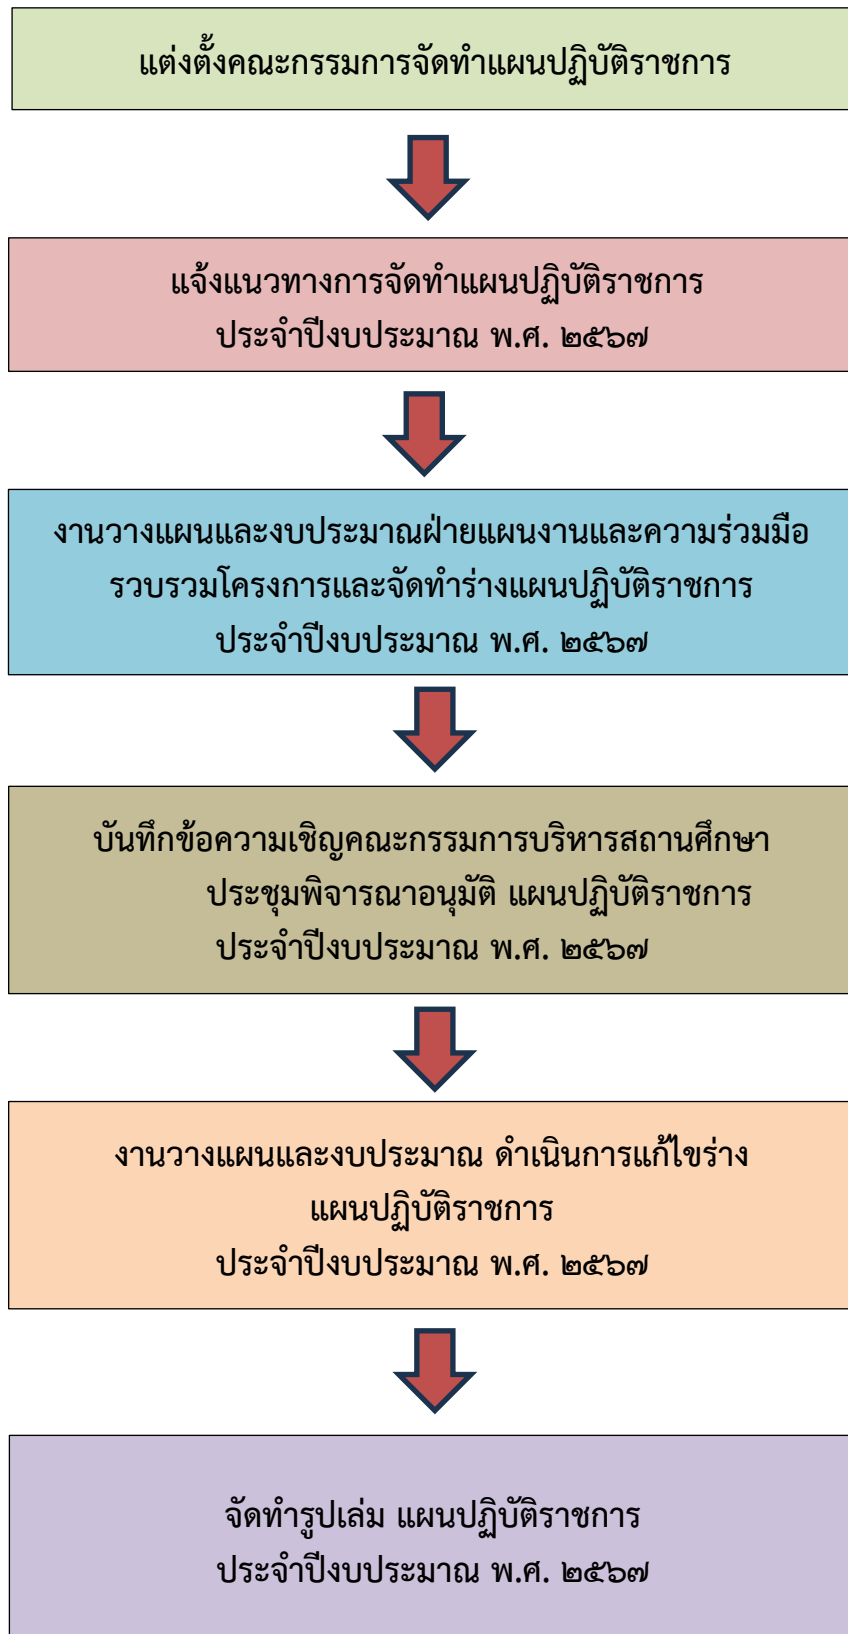 แต่งตั้งคณะกรรมการจัดทำแผนปฏิบัติราชการ
แจ้งแนวทางการจัดทำแผนปฏิบัติราชการ
ประจำปีงบประมาณ พ.ศ. ๒๕๖๗
งานวางแผนและงบประมาณฝ่ายแผนงานและความร่วมมือ
รวบรวมโครงการและจัดทำร่างแผนปฏิบัติราชการ
ประจำปีงบประมาณ พ.ศ. ๒๕๖๗
บันทึกข้อความเชิญคณะกรรมการบริหารสถานศึกษา
ประชุมพิจารณาอนุมัติ แผนปฏิบัติราชการ
ประจำปีงบประมาณ พ.ศ. ๒๕๖๗
งานวางแผนและงบประมาณ ดำเนินการแก้ไขร่าง
แผนปฏิบัติราชการ
ประจำปีงบประมาณ พ.ศ. ๒๕๖๗
จัดทำรูปเล่ม แผนปฏิบัติราชการ
ประจำปีงบประมาณ พ.ศ. ๒๕๖๗